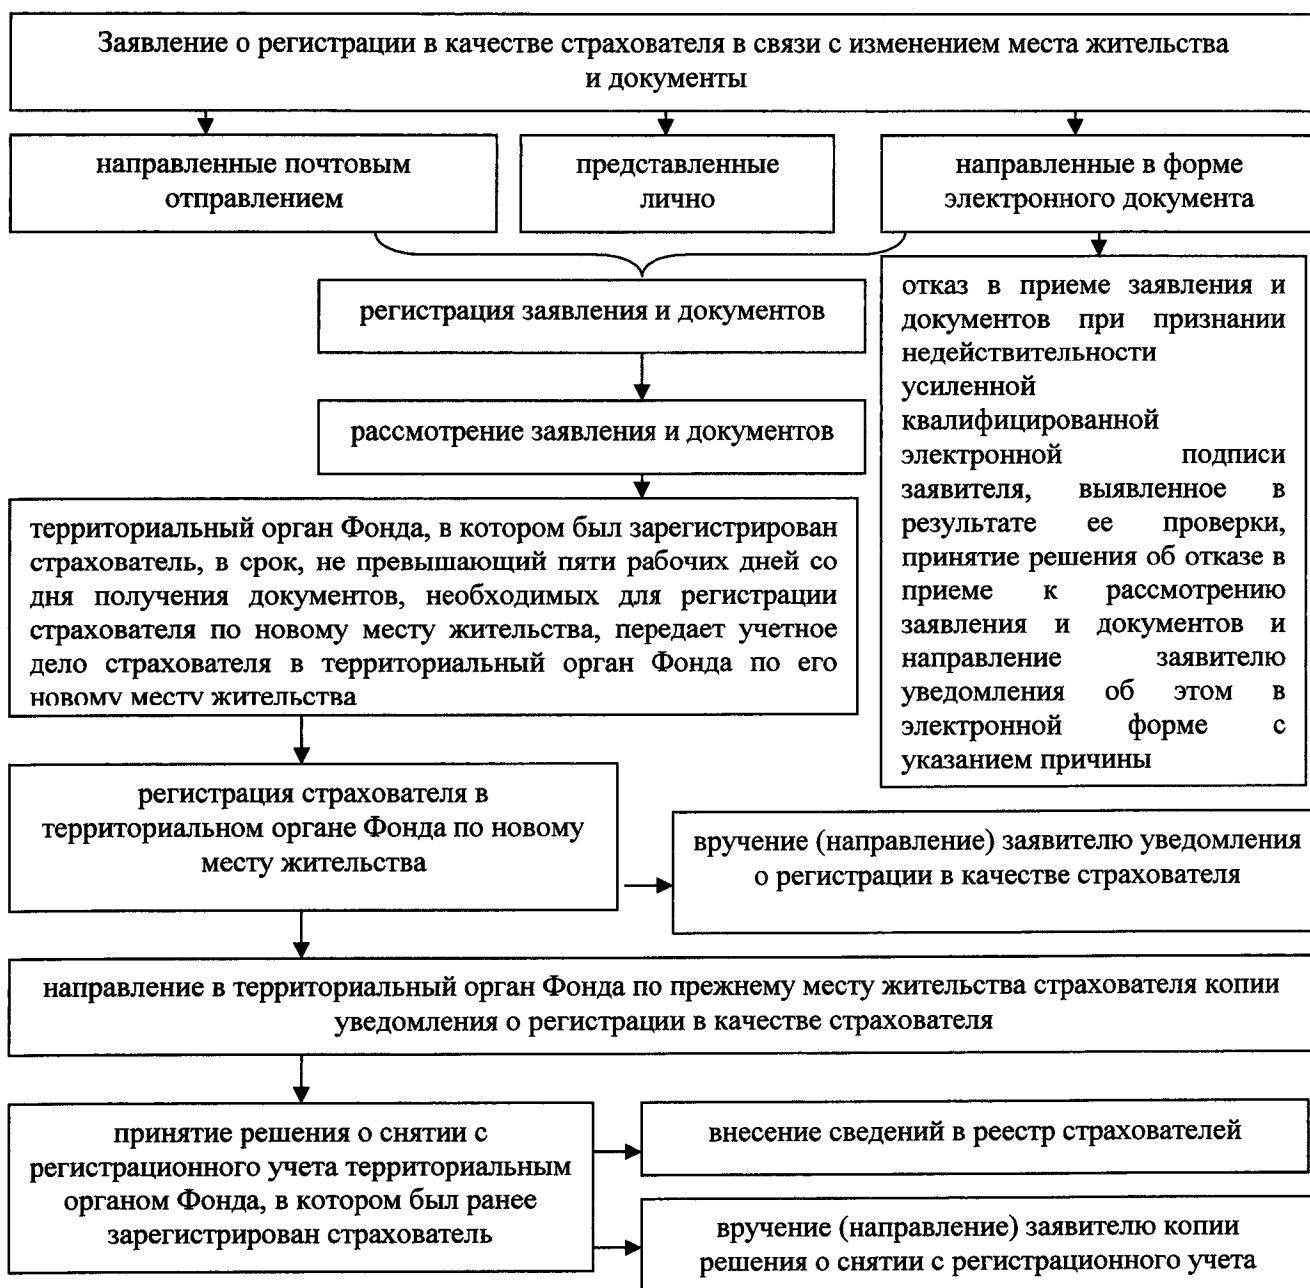 Заявление о регистрации в качестве страхователя в связи с изменением места жительства
и документы
направленные почтовым
отправлением
представленные
лично
направленные в форме
электронного документа
регистрация заявления и документов
рассмотрение заявления и документов
отказ в приеме заявления и
документов при признании
недействительности
усиленной
квалифицированной
электронной подписи
заявителя, выявленное в
результате ее проверки,
принятие решения об отказе в
приеме к рассмотрению
заявления и документов и
направление заявителю
уведомления об этом в
электронной форме с
указанием причины
территориальный орган Фонда, в котором был зарегистрирован
страхователь, в срок, не превышающий пяти рабочих дней со
дня получения документов, необходимых для регистрации
страхователя по новому месту жительства, передает учетное
дело страхователя в территориальный орган Фонда по его
новому месту жительства
регистрация страхователя в
территориальном органе Фонда по новому
месту жительства
вручение (направление) заявителю уведомления
о регистрации в качестве страхователя
направление в территориальный орган Фонда по прежнему месту жительства страхователя копии
уведомления о регистрации в качестве страхователя
принятие решения о снятии с
регистрационного учета территориальным
органом Фонда, в котором был ранее
зарегистрирован страхователь
внесение сведений в реестр страхователей
вручение (направление) заявителю копии
решения о снятии с регистрационного учета